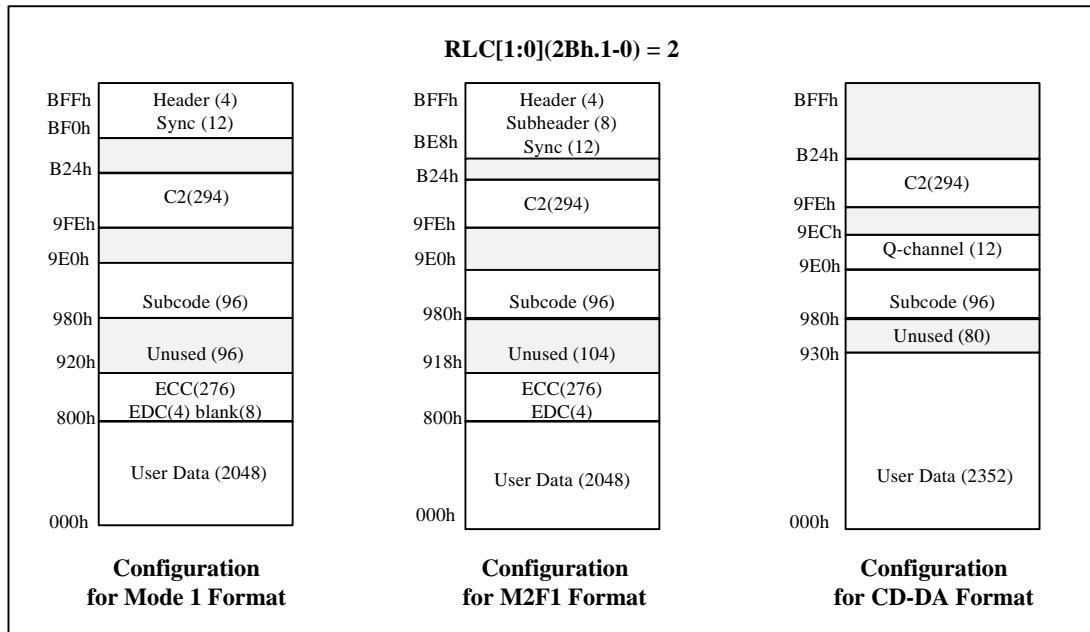 RLC[1:0](2Bh.1-0) = 2
BFFh
Header (4)
BF0h
Sync (12)
B24h
C2(294)
9FEh
9E0h
Subcode (96)
980h
Unused (96)
920h
ECC(276)
EDC(4) blank(8)
800h
User Data (2048)
000h
Configuration
for Mode 1 Format
BFFh
Header (4)
Subheader (8)
BE8h
Sync (12)
B24h
C2(294)
9FEh
9E0h
Subcode (96)
980h
Unused (104)
918h
ECC(276)
EDC(4)
800h
User Data (2048)
000h
Configuration
for M2F1 Format
BFFh
B24h
C2(294)
9FEh
9ECh
Q-channel (12)
9E0h
Subcode (96)
980h
Unused (80)
930h
User Data (2352)
000h
Configuration
for CD-DA Format